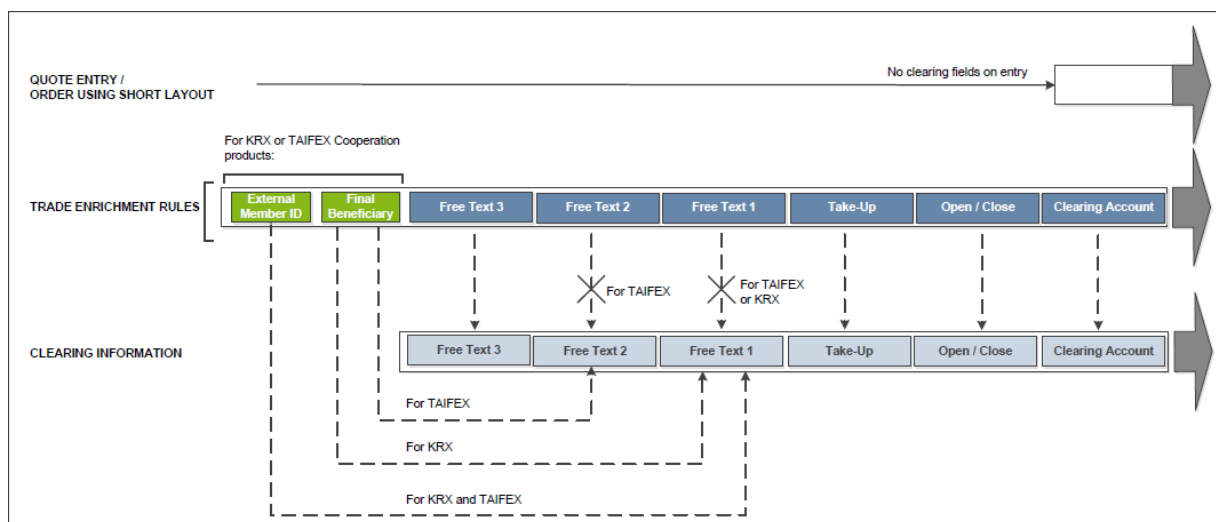 No clearing fields on entry
QUOTE ENTRY /
ORDER USING SHORT LAYOUT
For KRX or TAIFEX Cooperation
products:
TRADE ENRICHMENT RULES
External
Member ID
Final
Beneficiary
Free Text 3
Free Text 2
Free Text 1
Take-Up
Open / Close
Clearing Account
For TAIFEX
For TAIFEX
or KRX
CLEARING INFORMATION
Free Text 3
Free Text 2
Free Text 1
Take-Up
Open / Close
Clearing Account
For TAIFEX
For KRX
For KRX and TAIFEX